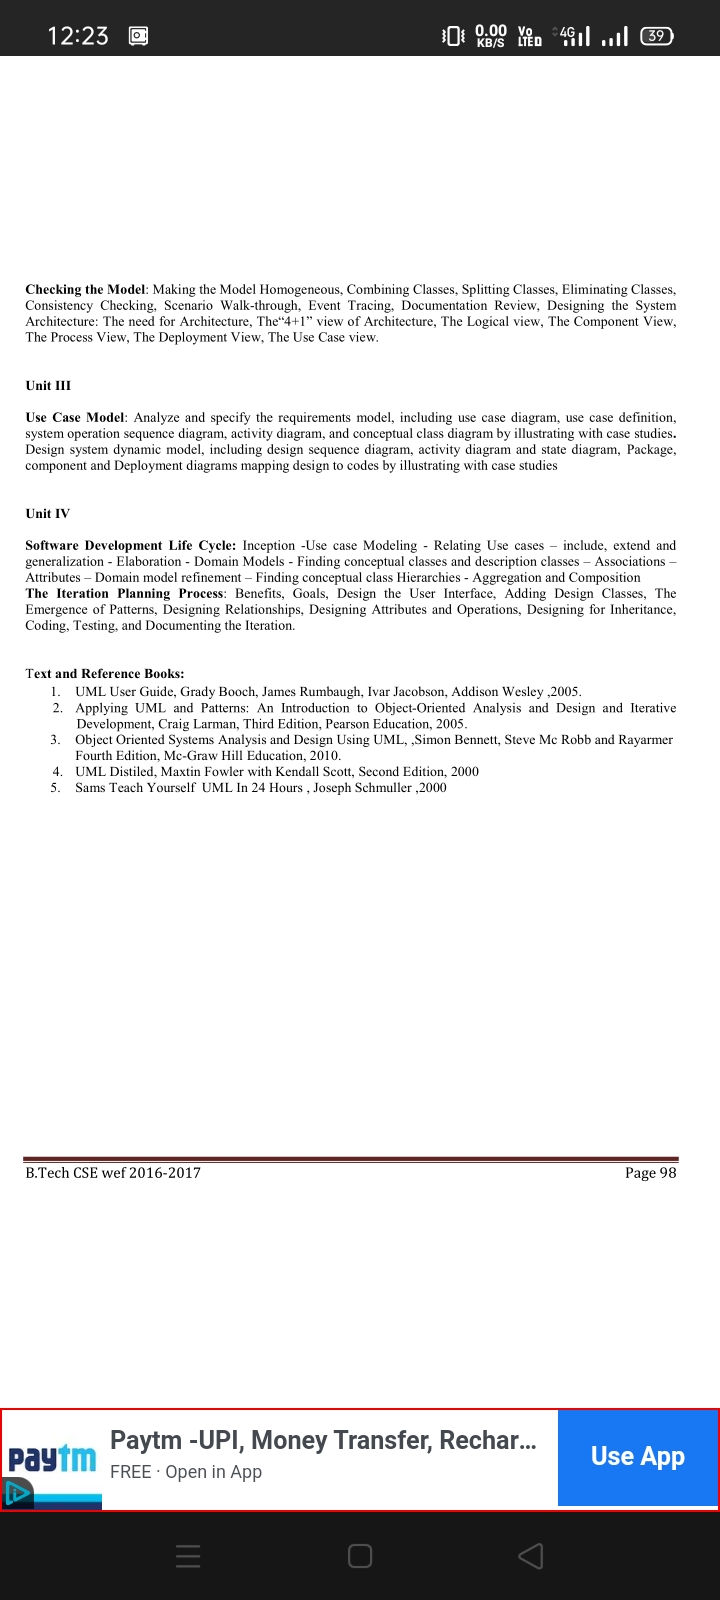 12:23
0.00 KB/S
Vo LTE D
4G
39
Checking the Model: Making the Model Homogeneous, Combining Classes, Splitting Classes, Eliminating Classes,
Consistency Checking, Scenario Walk-through, Event Tracing, Documentation Review, Designing the System
Architecture: The need for Architecture, The“4+1” view of Architecture, The Logical view, The Component View,
The Process View, The Deployment View, The Use Case view.
Unit III
Use Case Model: Analyze and specify the requirements model, including use case diagram, use case definition,
system operation sequence diagram, activity diagram, and conceptual class diagram by illustrating with case studies.
Design system dynamic model, including design sequence diagram, activity diagram and state diagram, Package,
component and Deployment diagrams mapping design to codes by illustrating with case studies
Unit IV
Software Development Life Cycle: Inception -Use case Modeling - Relating Use cases – include, extend and
generalization - Elaboration - Domain Models - Finding conceptual classes and description classes – Associations –
Attributes – Domain model refinement – Finding conceptual class Hierarchies - Aggregation and Composition
The Iteration Planning Process: Benefits, Goals, Design the User Interface, Adding Design Classes, The
Emergence of Patterns, Designing Relationships, Designing Attributes and Operations, Designing for Inheritance,
Coding, Testing, and Documenting the Iteration.
Text and Reference Books:
1. UML User Guide, Grady Booch, James Rumbaugh, Ivar Jacobson, Addison Wesley ,2005.
2. Applying UML and Patterns: An Introduction to Object-Oriented Analysis and Design and Iterative
Development, Craig Larman, Third Edition, Pearson Education, 2005.
3. Object Oriented Systems Analysis and Design Using UML, ,Simon Bennett, Steve Mc Robb and Rayarmer
Fourth Edition, Mc-Graw Hill Education, 2010.
4. UML Distiled, Maxtin Fowler with Kendall Scott, Second Edition, 2000
5. Sams Teach Yourself UML In 24 Hours , Joseph Schmuller ,2000
B.Tech CSE wef 2016-2017 Page 98
paytm
Paytm -UPI, Money Transfer, Rechar...
FREE · Open in App
Use App